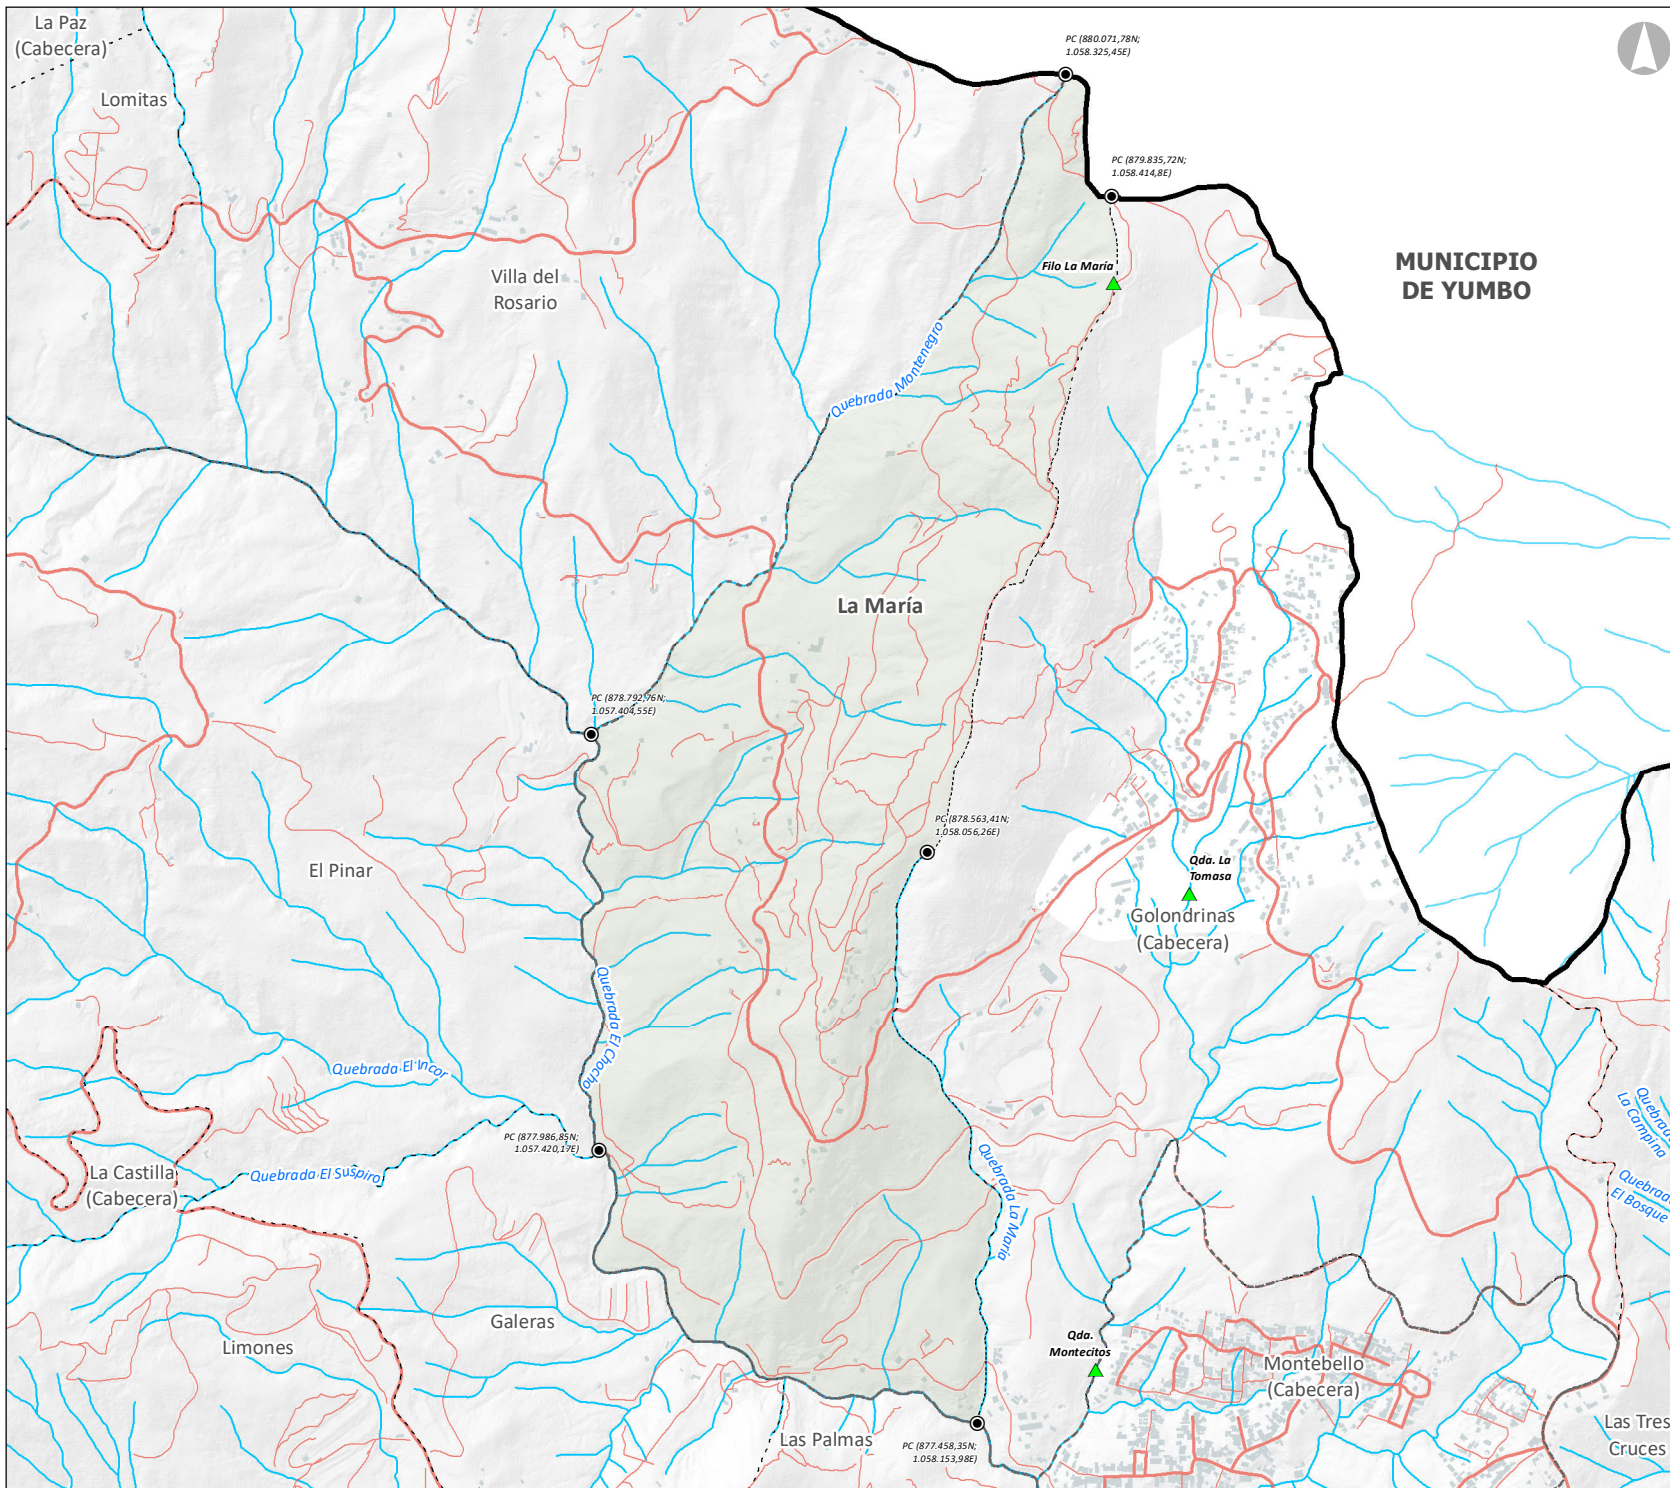 La Paz
(Cabecera)
Lomitas
PC (880.071,78N;
1.058.325,45E)
PC (879.835,72N;
1.058.414,8E)
MUNICIPIO
DE YUMBO
Filo La María
Villa del
Rosario
Quebrada Montenegro
La María
PC (878.792,76N;
1.057.404,55E)
PC (878.563,41N;
1.058.056,26E)
El Pinar
Qda. La
Tomasa
Golondrinas
(Cabecera)
Quebrada El Chocho
Quebrada El Incor
PC (877.986,85N;
1.057.420,17E)
La Castilla
(Cabecera)
Quebrada El Suspiro
Quebrada La María
Quebrada
La Campina
Quebrada
El Bosque
Galeras
Limones
Qda.
Montecitos
Montebello
(Cabecera)
Las Palmas
PC (877.458,35N;
1.058.153,98E)
Las Tres
Cruces